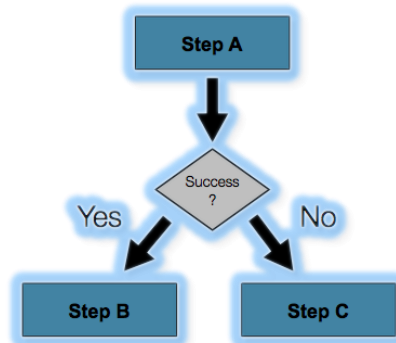 Step A
Success
?
Yes
No
Step B
Step C